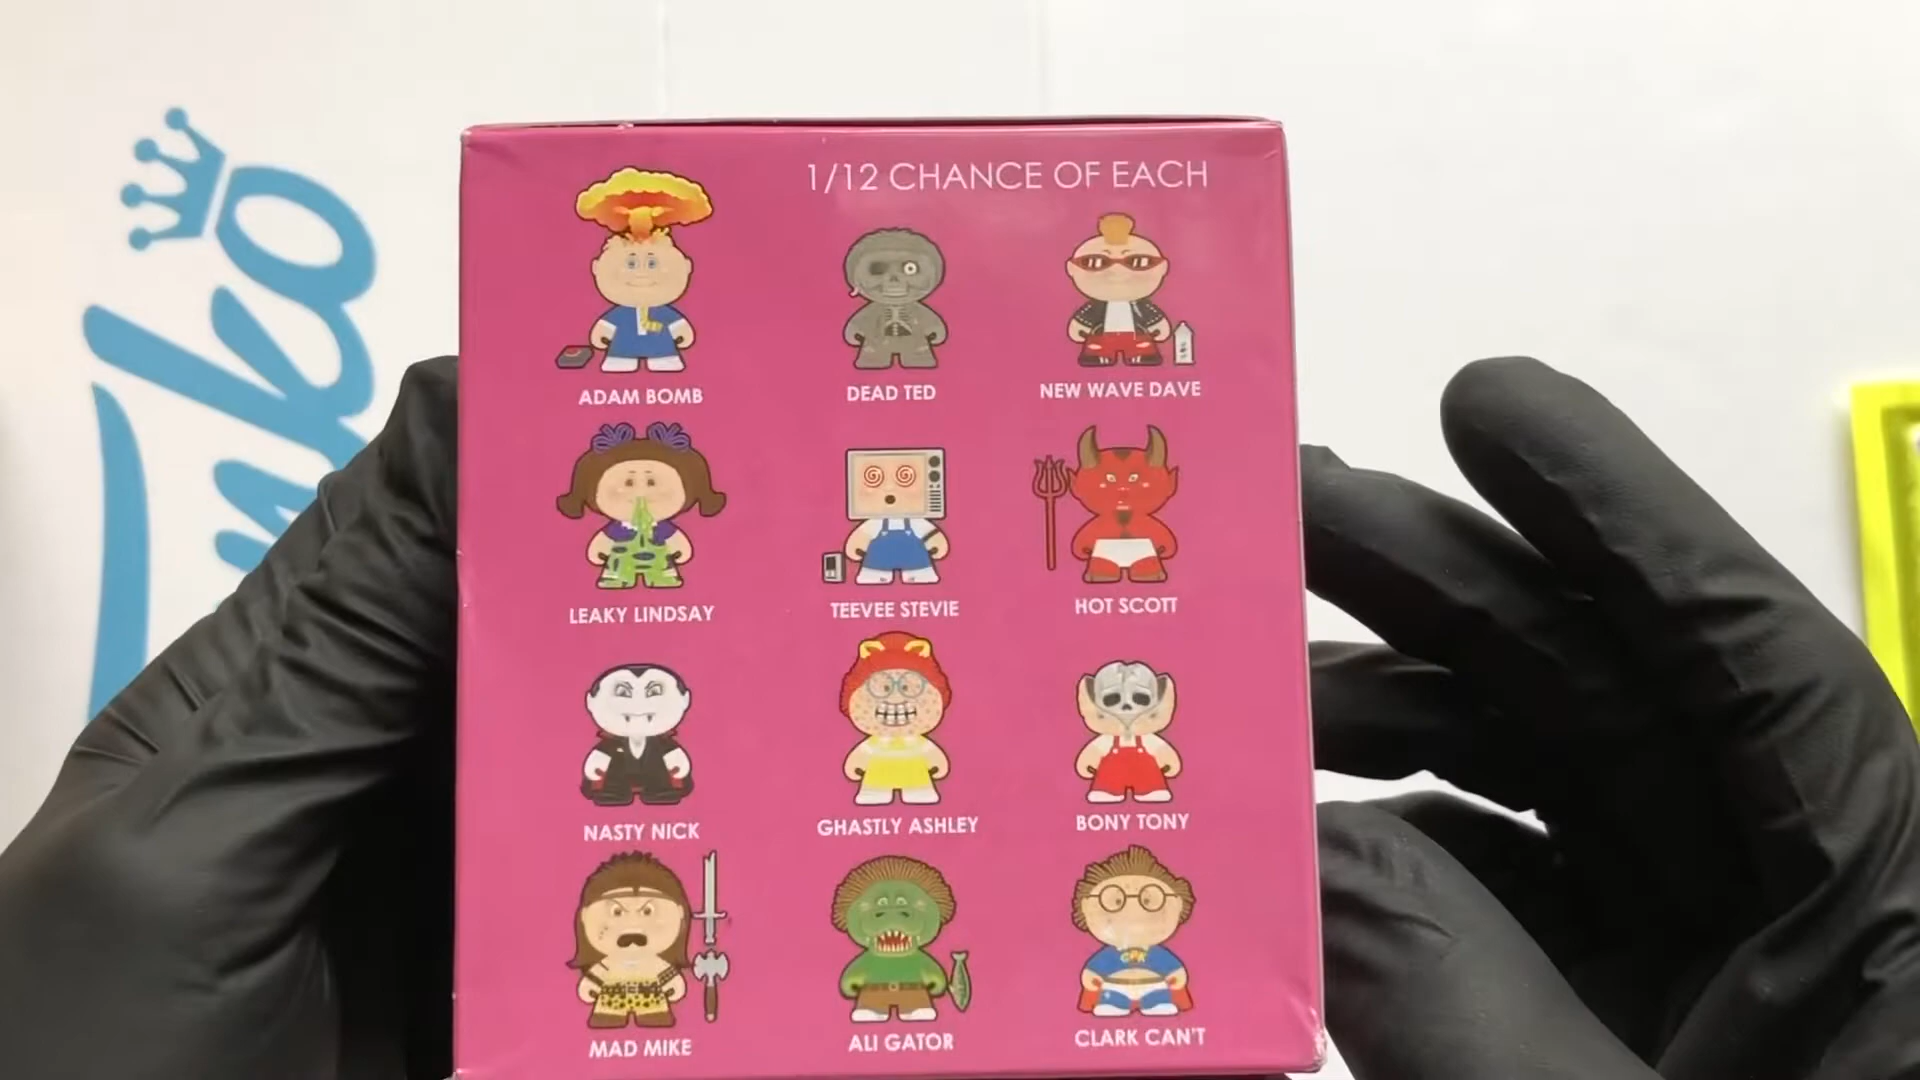 1/12 CHANCE OF EACH
ADAM BOMB
DEAD TED
NEW WAVE DAVE
LEAKY LINDSAY
TEEVEE STEVIE
HOT SCOTT
NASTY NICK
GHASTLY ASHLEY
BONY TONY
GPK
MAD MIKE
ALI GATOR
CLARK CAN'T